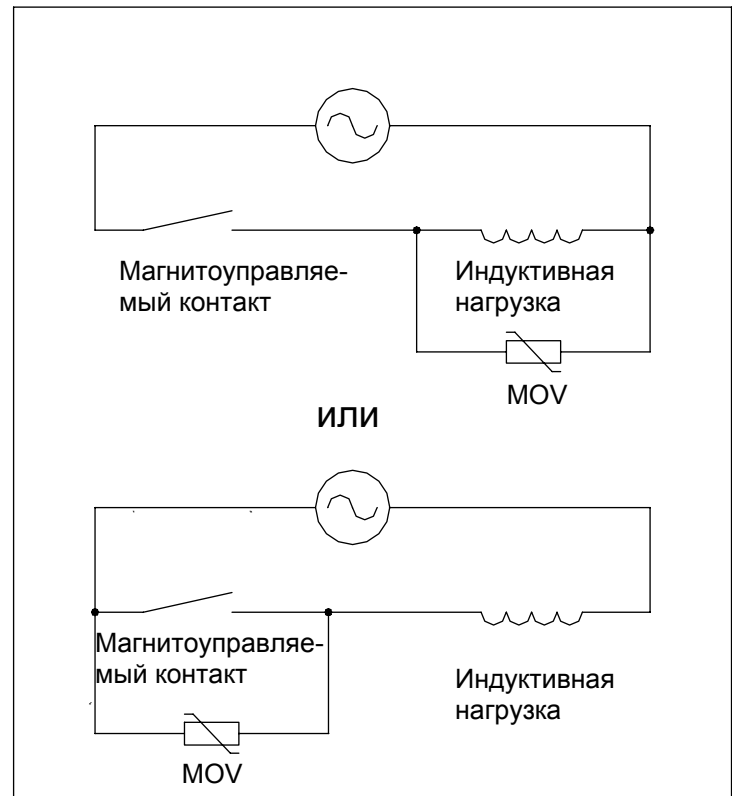 Магнитоуправляе-
мый контакт
Индуктивная
нагрузка
MOV
или
Магнитоуправляе-
мый контакт
Индуктивная
нагрузка
MOV